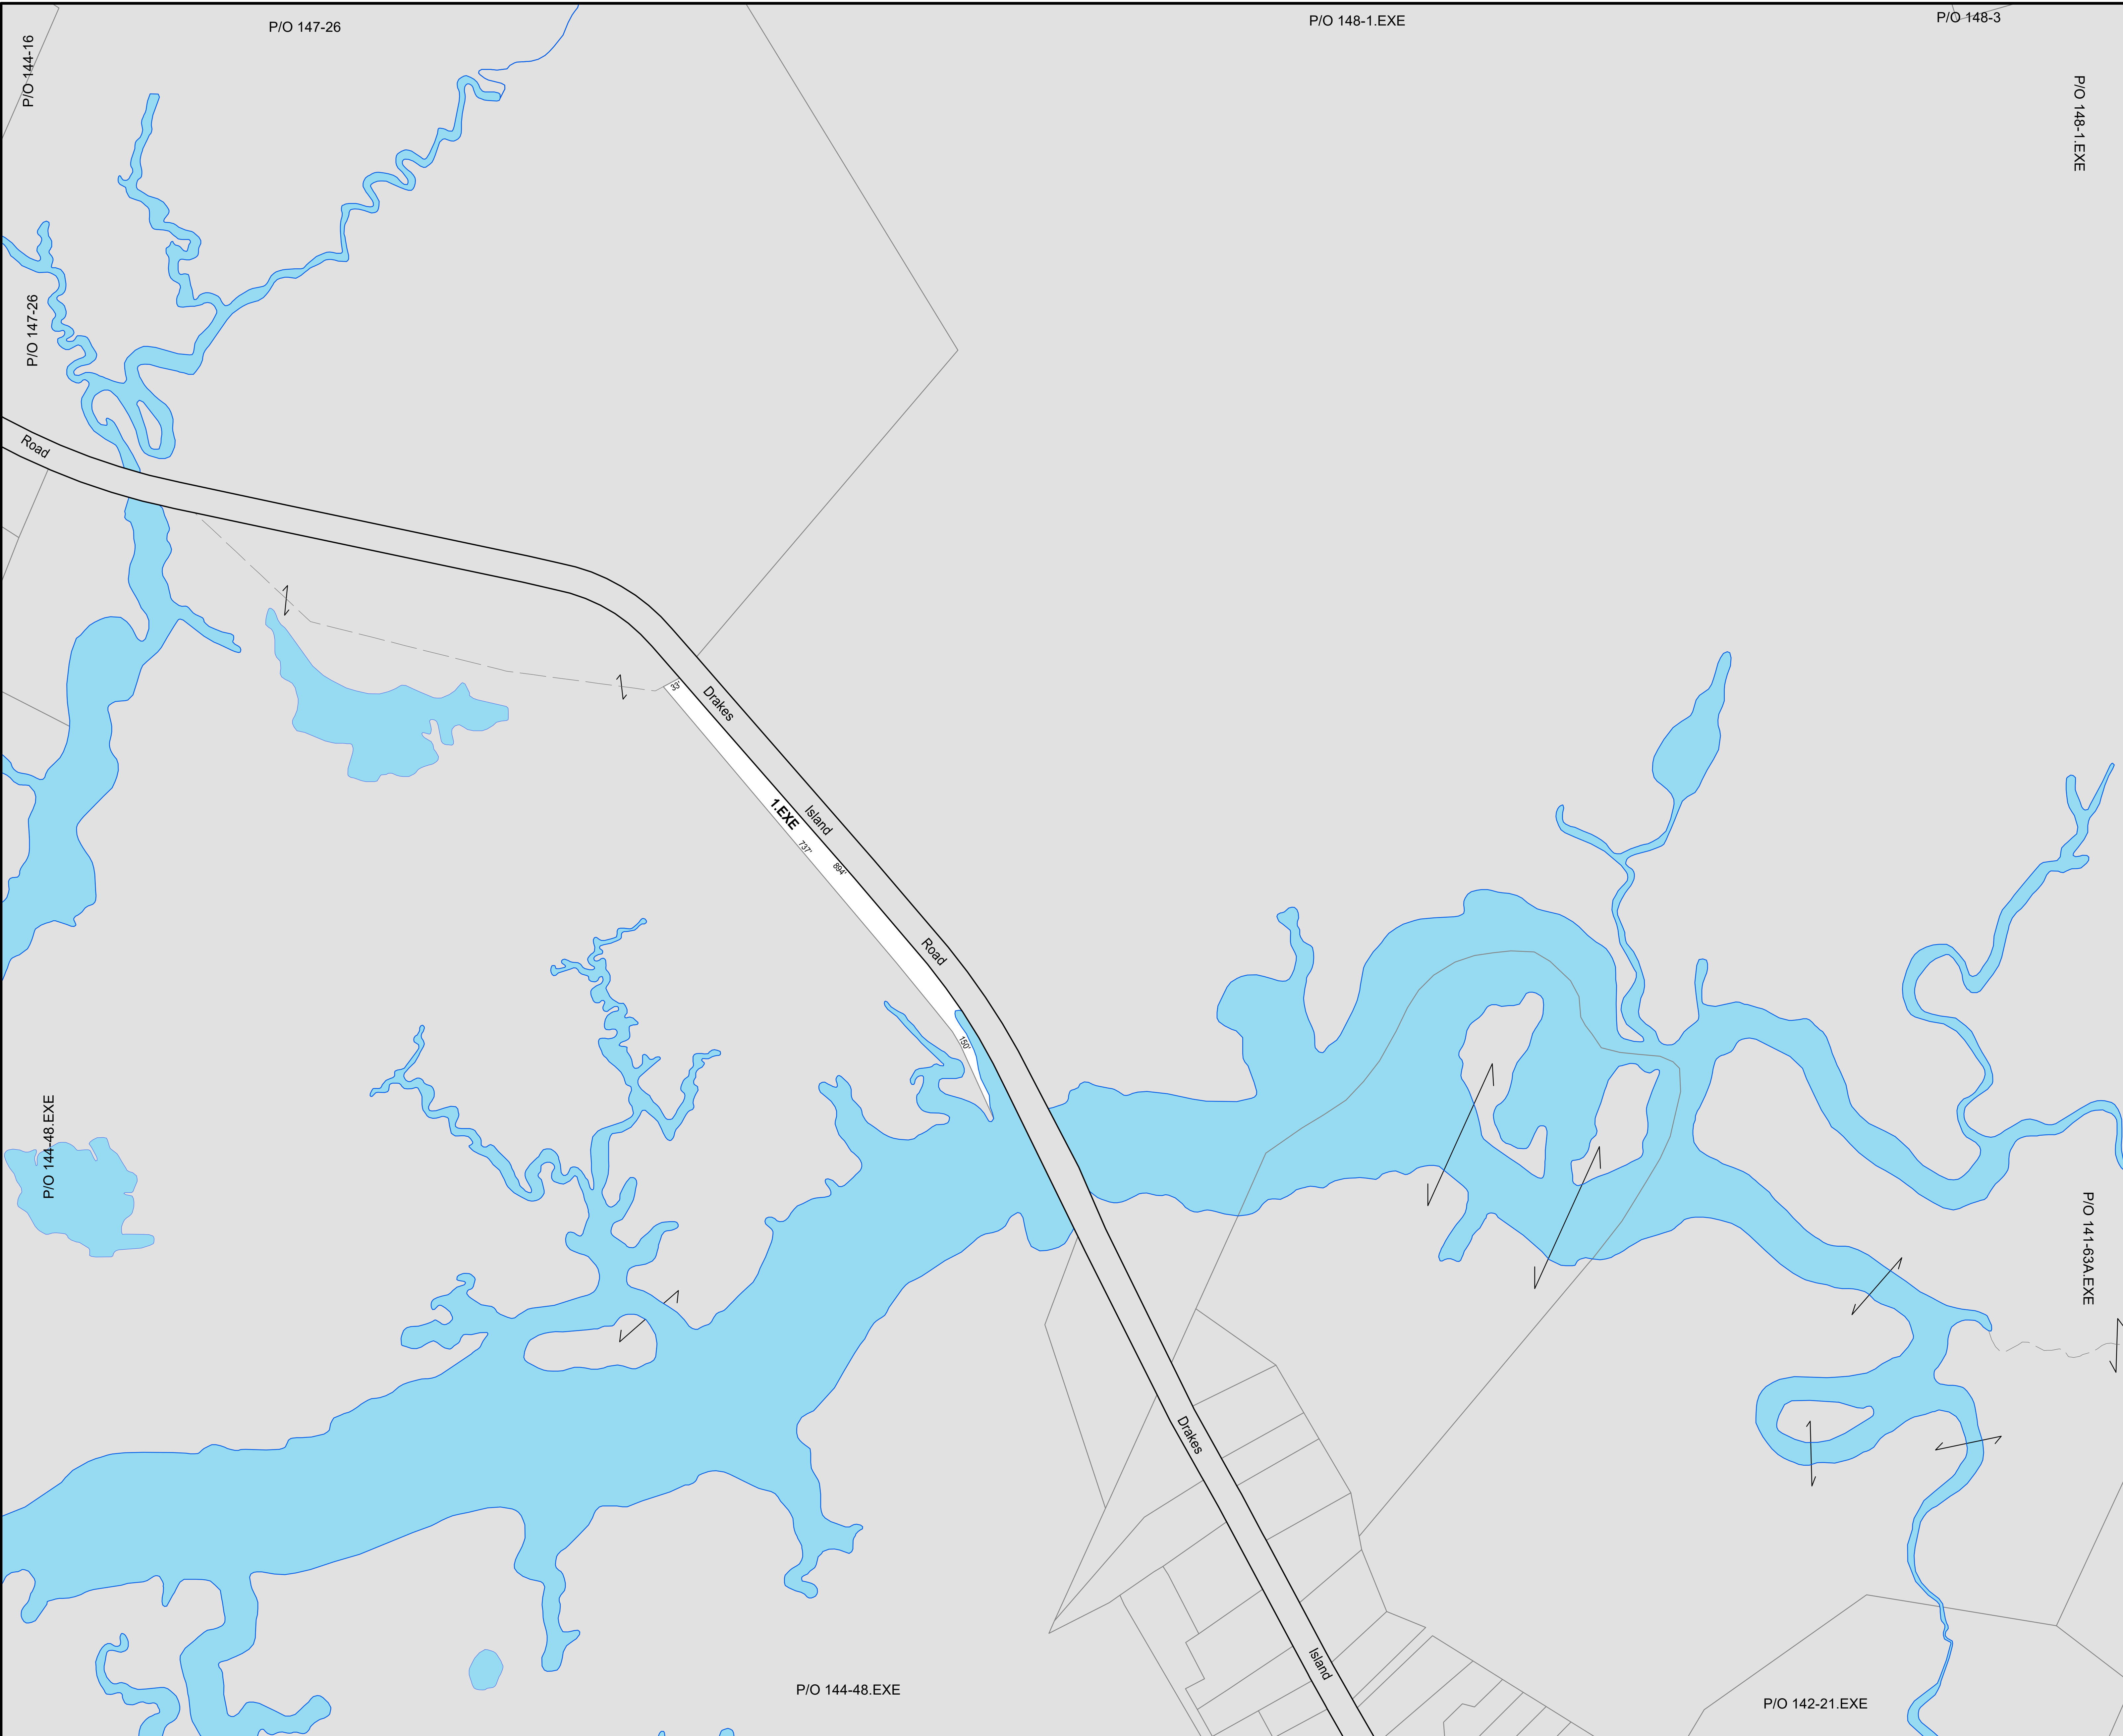 P/O 147-26
P/O 148-1.EXE
P/O 148-3
P/O 144-16
P/O 148-1.EXE
P/O 147-26
Road
33'
Drakes
1.EXE
Island
737'
894'
Road
150'
P/O 144-48.EXE
P/O 141-63A.EXE
Drakes
Island
P/O 144-48.EXE
P/O 142-21.EXE